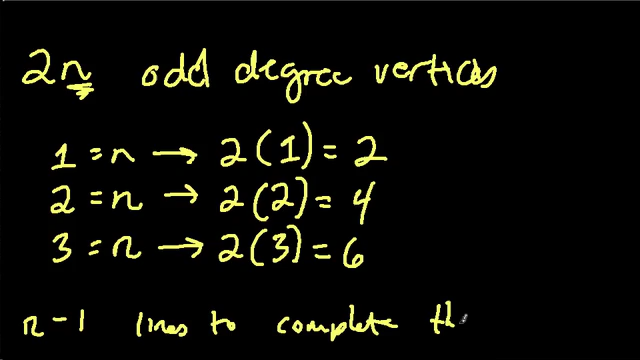 2n odd degree vertices
1 = n → 2(1) = 2
2 = n → 2(2) = 4
3 = n → 2(3) = 6
n - 1 lines to complete th